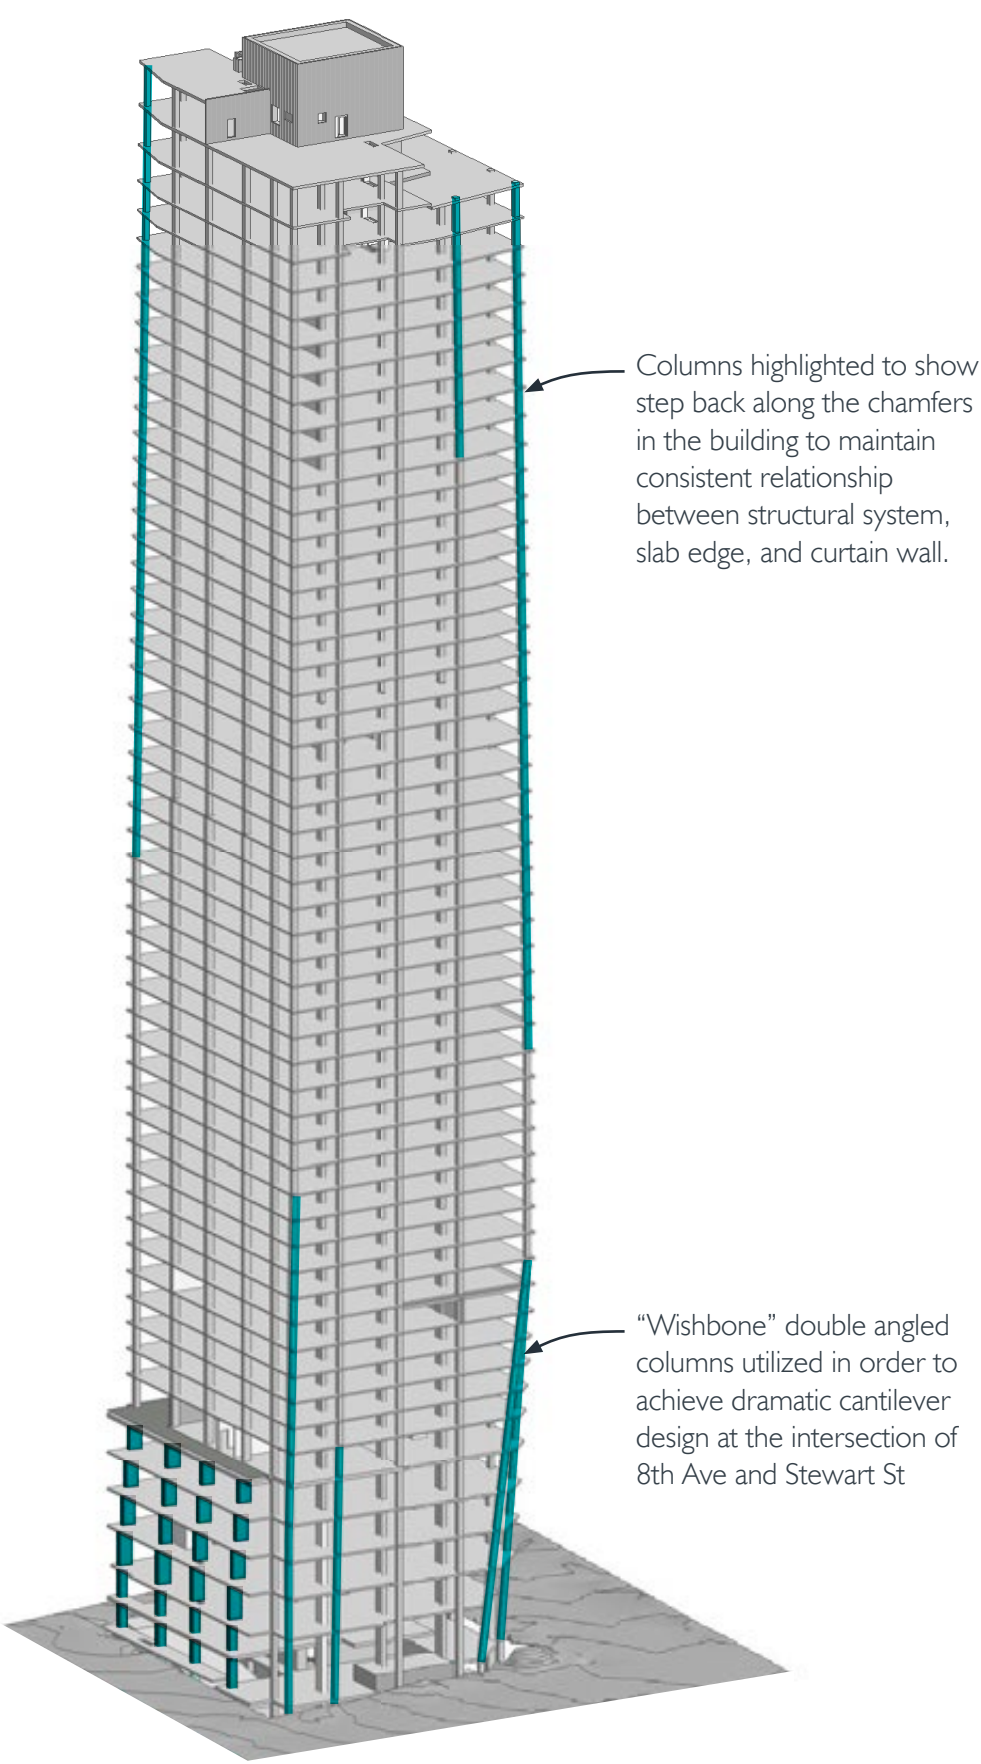 Columns highlighted to show
step back along the chamfers
in the building to maintain
consistent relationship
between structural system,
slab edge, and curtain wall.
“Wishbone” double angled
columns utilized in order to
achieve dramatic cantilever
design at the intersection of
8th Ave and Stewart St